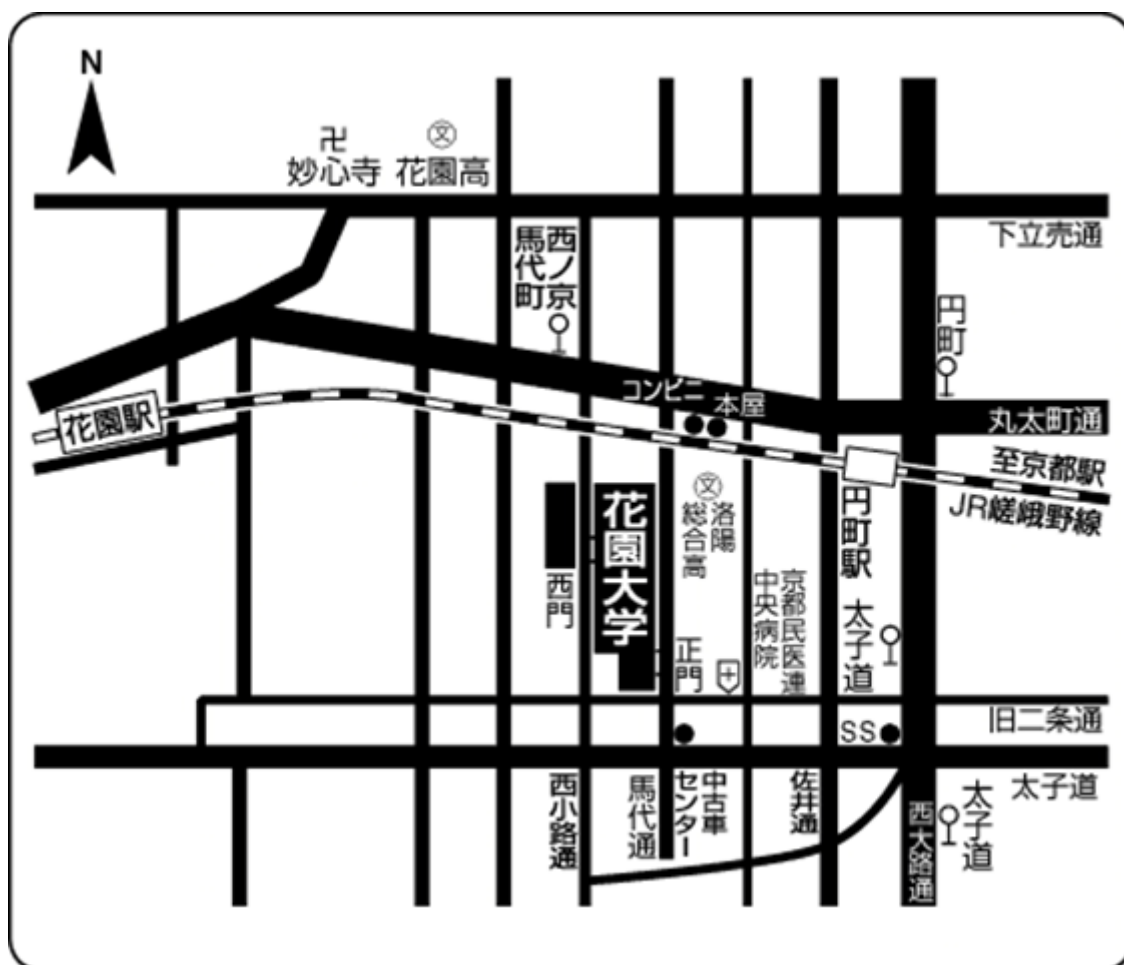 N
卍
文
妙心寺
花園高
下立売通
西ノ京
馬代町
円町
コンビニ
本屋
丸太町通
花園駅
至京都駅
JR嵯峨野線
円町駅
文
洛陽
総合高
花園大学
西門
正門
京都民医連
中央病院
太子道
旧二条通
SS
太子道
西小路通
馬代通
中古車
センター
佐井通
西大路通
太子道